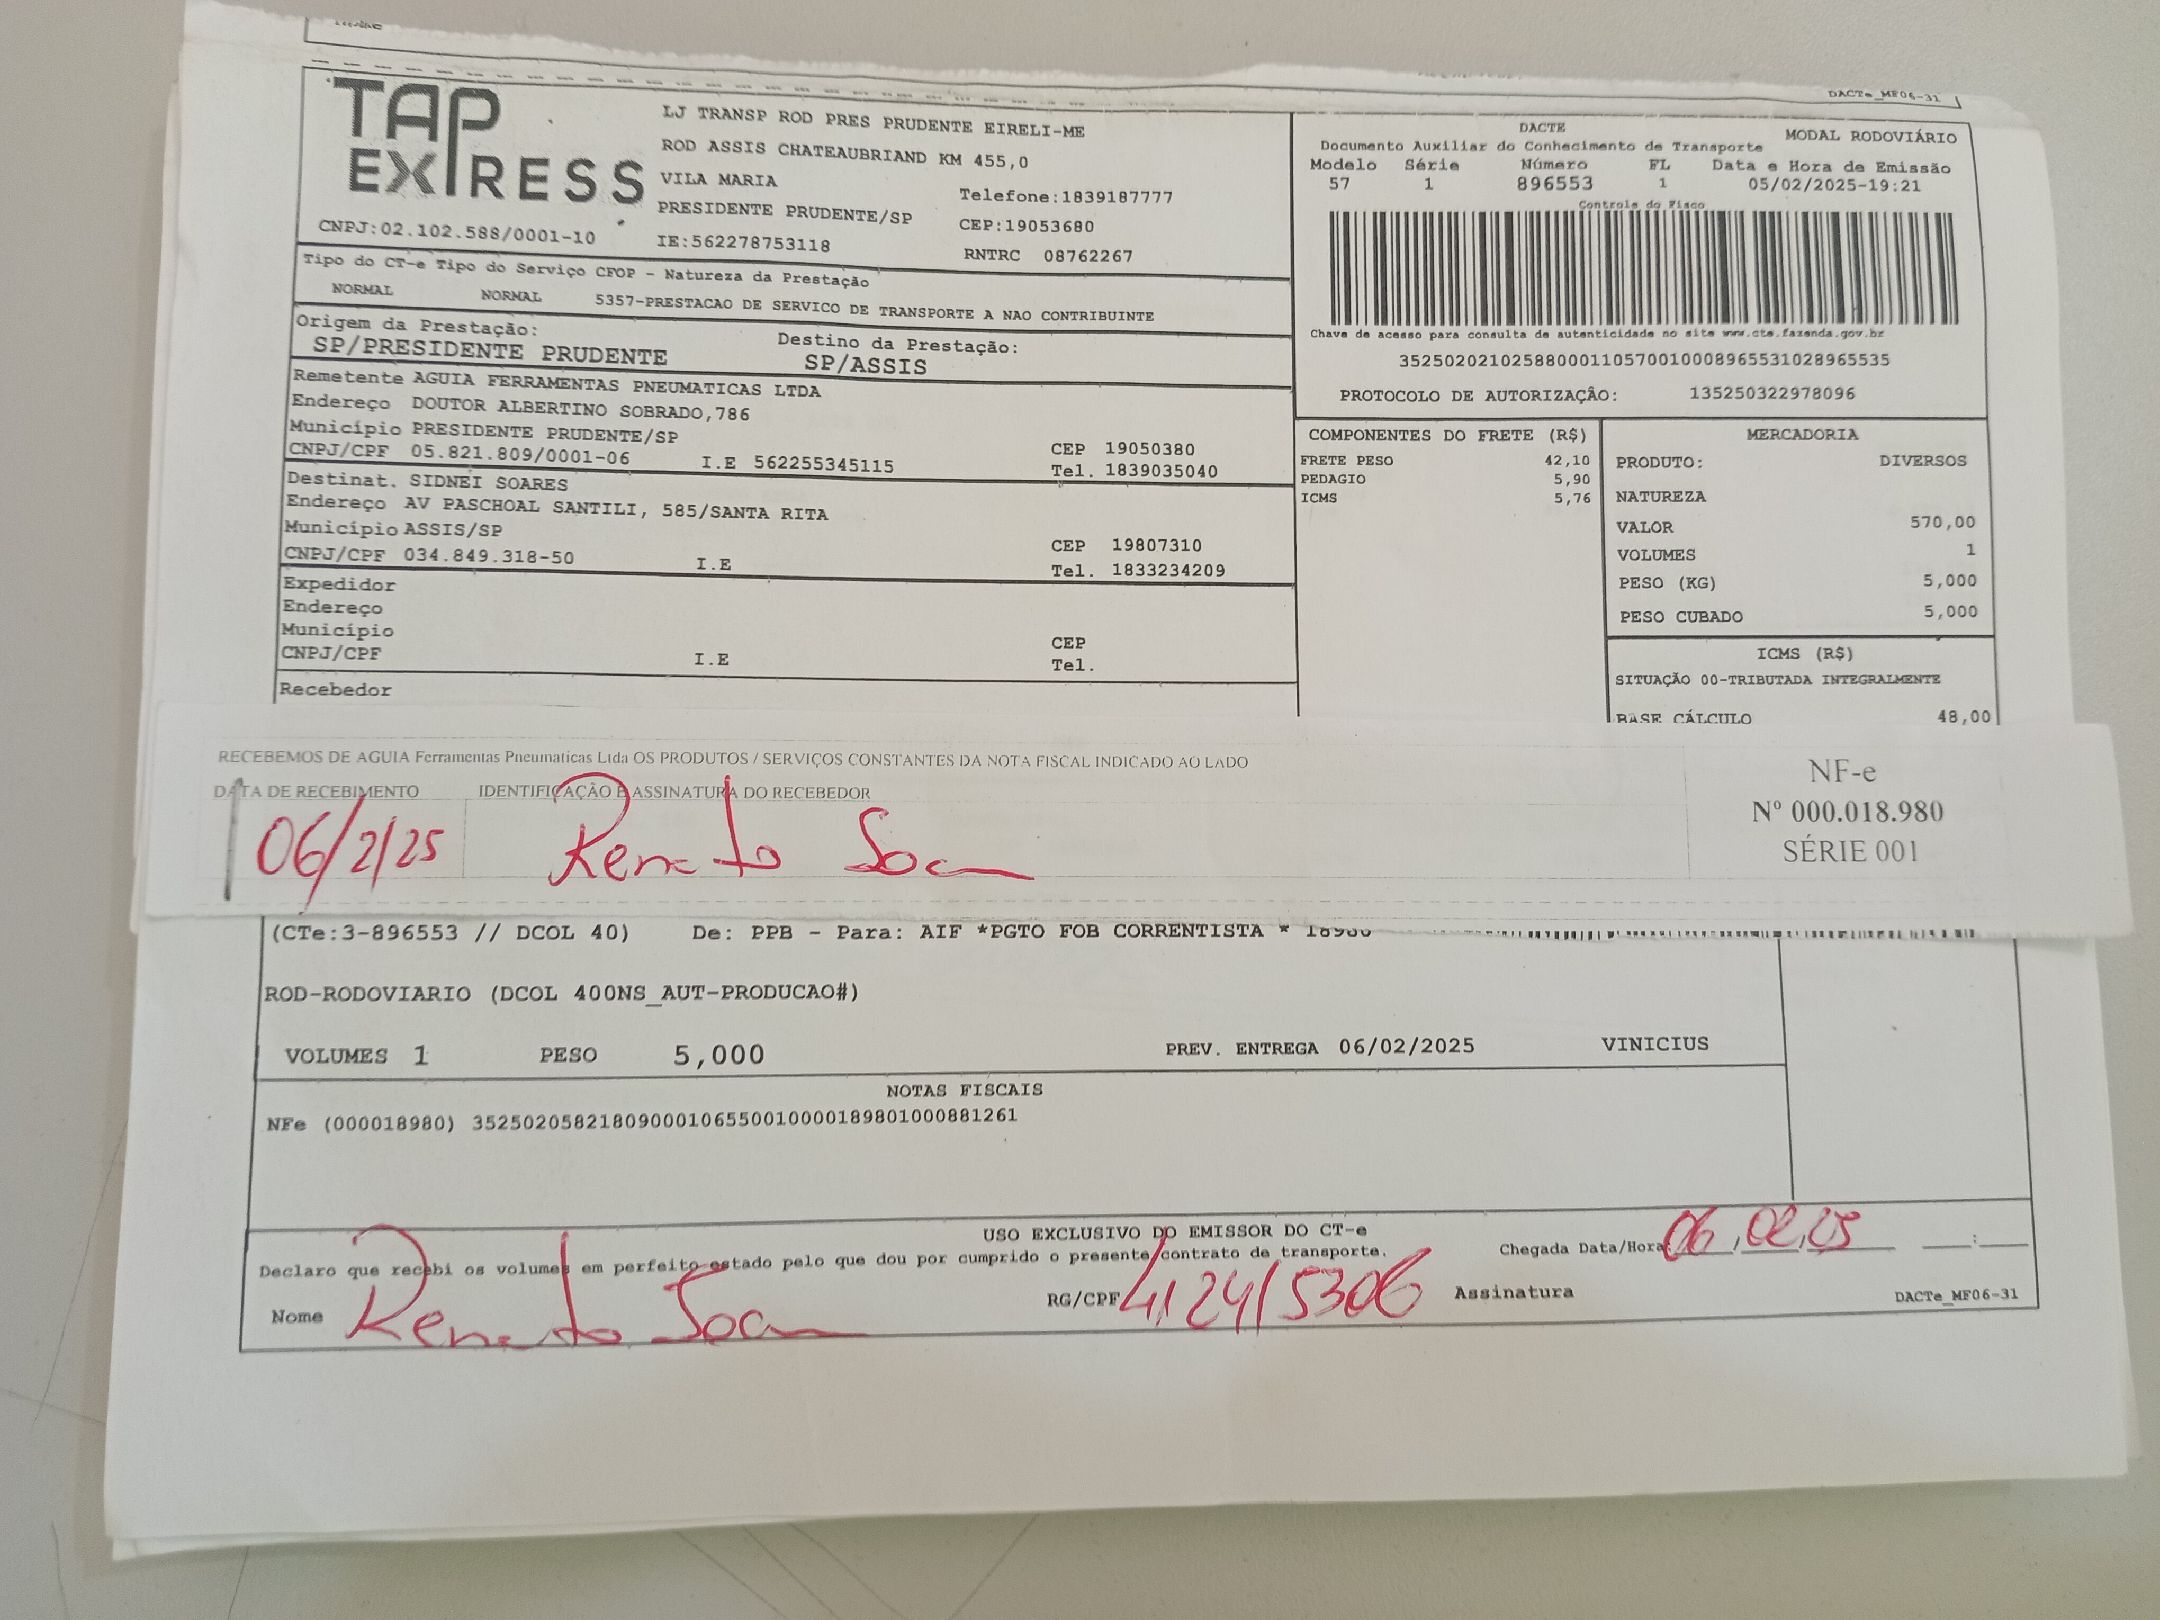 DACTe_MF06-31
TAP
EXPRESS
LJ TRANSP ROD PRES PRUDENTE EIRELI-ME
ROD ASSIS CHATEAUBRIAND KM 455,0
VILA MARIA
Telefone:1839187777
PRESIDENTE PRUDENTE/SP
CEP:19053680
CNPJ:02.102.588/0001-10
IE:562278753118
RNTRC 08762267
DACTE
MODAL RODOVIÁRIO
Documento Auxiliar do Conhecimento de Transporte
Modelo Série Número FL Data e Hora de Emissão
57 1 896553 1 05/02/2025-19:21
Controle do Fisco
Chave de acesso para consulta de autenticidade no site www.cte.fazenda.gov.br
35250202102588000110570010008965531028965535
PROTOCOLO DE AUTORIZAÇÃO: 135250322978096
Tipo do CT-e Tipo do Serviço CFOP - Natureza da Prestação
NORMAL NORMAL 5357-PRESTACAO DE SERVICO DE TRANSPORTE A NAO CONTRIBUINTE
Origem da Prestação: Destino da Prestação:
SP/PRESIDENTE PRUDENTE SP/ASSIS
Remetente AGUIA FERRAMENTAS PNEUMATICAS LTDA
Endereço DOUTOR ALBERTINO SOBRADO,786
Município PRESIDENTE PRUDENTE/SP CEP 19050380
CNPJ/CPF 05.821.809/0001-06 I.E 562255345115 Tel. 1839035040
Destinat. SIDNEI SOARES
Endereço AV PASCHOAL SANTILI, 585/SANTA RITA
Município ASSIS/SP CEP 19807310
CNPJ/CPF 034.849.318-50 I.E Tel. 1833234209
Expedidor
Endereço
Município CEP
CNPJ/CPF I.E Tel.
Recebedor
COMPONENTES DO FRETE (R$)
FRETE PESO 42,10
PEDAGIO 5,90
ICMS 5,76
MERCADORIA
PRODUTO: DIVERSOS
NATUREZA
VALOR 570,00
VOLUMES 1
PESO (KG) 5,000
PESO CUBADO 5,000
ICMS (R$)
SITUAÇÃO 00-TRIBUTADA INTEGRALMENTE
BASE CÁLCULO 48,00
RECEBEMOS DE AGUIA Ferramentas Pneumaticas Ltda OS PRODUTOS / SERVIÇOS CONSTANTES DA NOTA FISCAL INDICADO AO LADO
DATA DE RECEBIMENTO IDENTIFICAÇÃO E ASSINATURA DO RECEBEDOR
06/2/25 Renato Soa
NF-e
Nº 000.018.980
SÉRIE 001
(CTe:3-896553 // DCOL 40) De: PPB - Para: AIF *PGTO FOB CORRENTISTA * 18980
ROD-RODOVIARIO (DCOL 400NS_AUT-PRODUCAO#)
VOLUMES 1 PESO 5,000 PREV. ENTREGA 06/02/2025 VINICIUS
NOTAS FISCAIS
NFe (000018980) 35250205821809000106550010000189801000881261
USO EXCLUSIVO DO EMISSOR DO CT-e
Declaro que recebi os volumes em perfeito estado pelo que dou por cumprido o presente contrato de transporte.
Chegada Data/Hora: 06,02,25 :
Nome Renato Soa RG/CPF Assinatura
DACTe_MF06-31